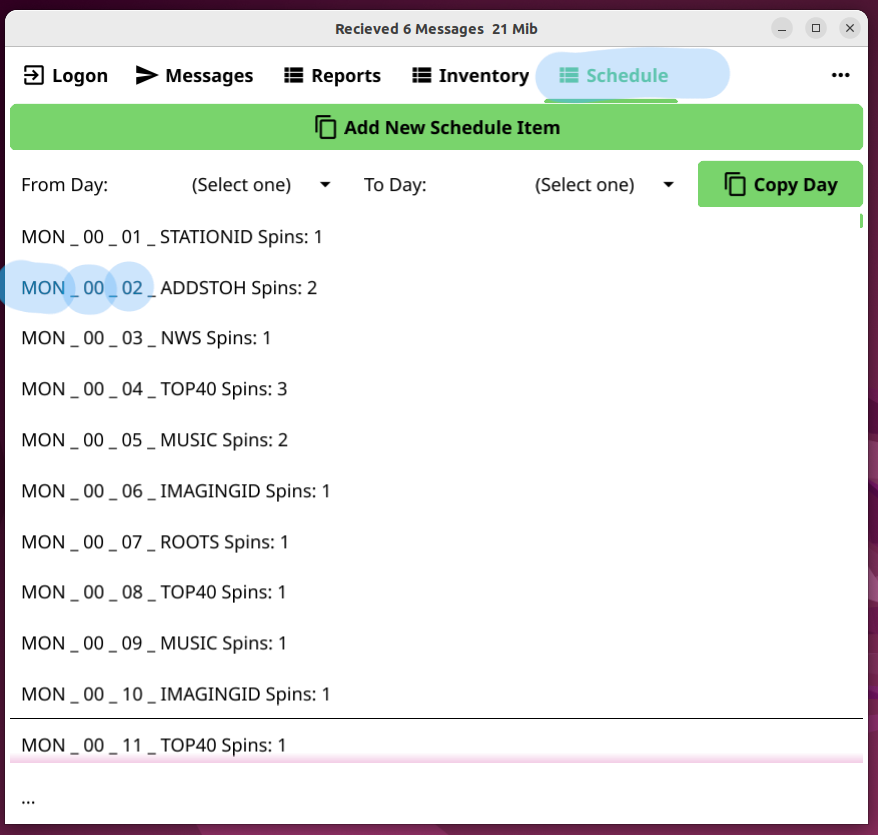 Recieved 6 Messages 21 Mib
Logon Messages Reports Inventory Schedule ...
Add New Schedule Item
From Day: (Select one) To Day: (Select one) Copy Day
MON _ 00 _ 01 _ STATIONID Spins: 1
MON _ 00 _ 02 _ ADDSTOH Spins: 2
MON _ 00 _ 03 _ NWS Spins: 1
MON _ 00 _ 04 _ TOP40 Spins: 3
MON _ 00 _ 05 _ MUSIC Spins: 2
MON _ 00 _ 06 _ IMAGINGID Spins: 1
MON _ 00 _ 07 _ ROOTS Spins: 1
MON _ 00 _ 08 _ TOP40 Spins: 1
MON _ 00 _ 09 _ MUSIC Spins: 1
MON _ 00 _ 10 _ IMAGINGID Spins: 1
MON _ 00 _ 11 _ TOP40 Spins: 1
...